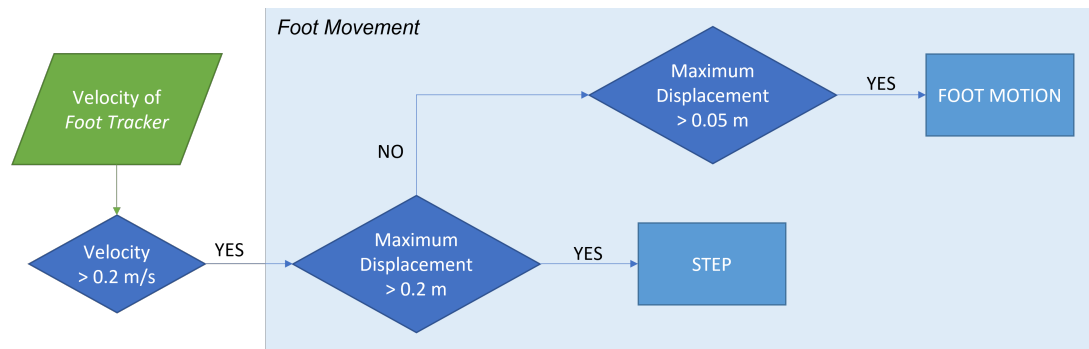 Foot Movement
Velocity of
Foot Tracker
Maximum
Displacement
> 0.05 m
YES
FOOT MOTION
NO
Velocity
> 0.2 m/s
YES
Maximum
Displacement
> 0.2 m
YES
STEP